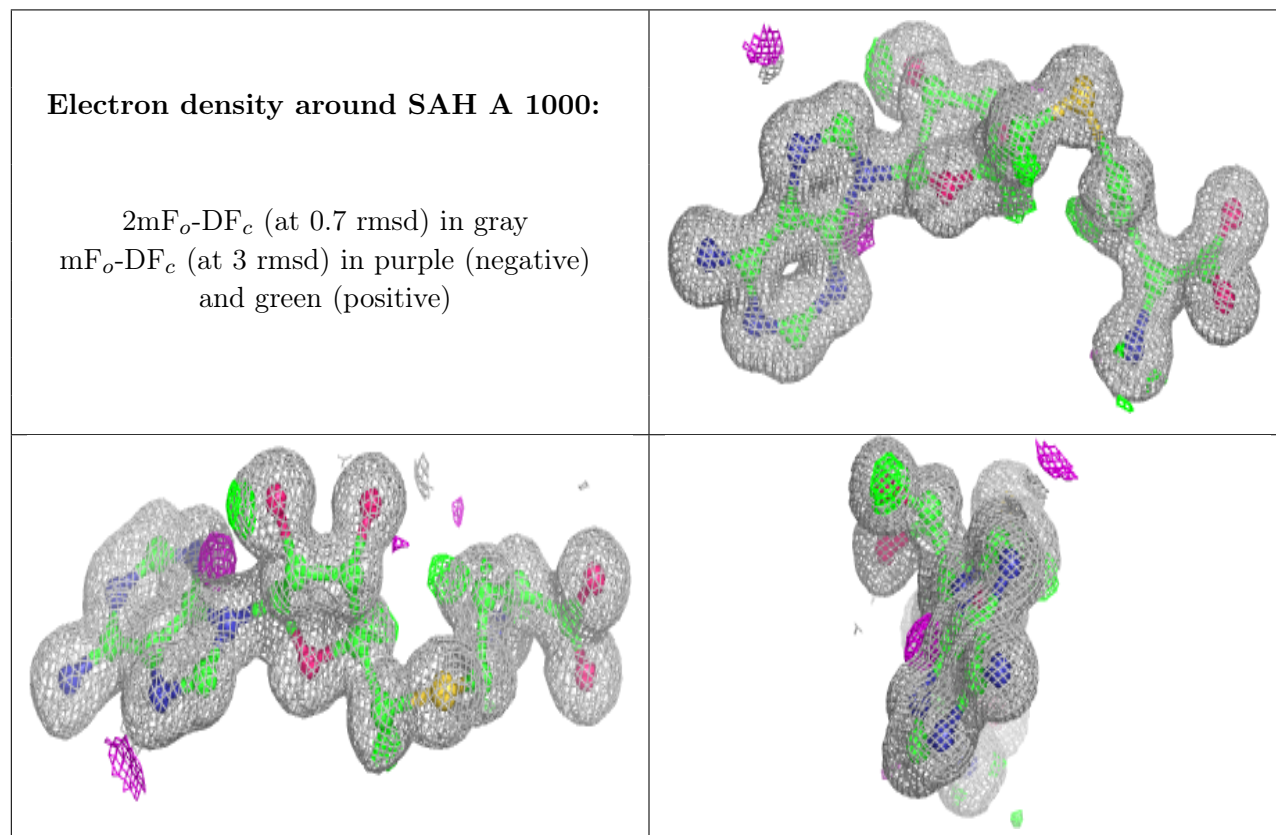 Electron density around SAH A 1000:
2mFo-DFc (at 0.7 rmsd) in gray
mFo-DFc (at 3 rmsd) in purple (negative)
and green (positive)